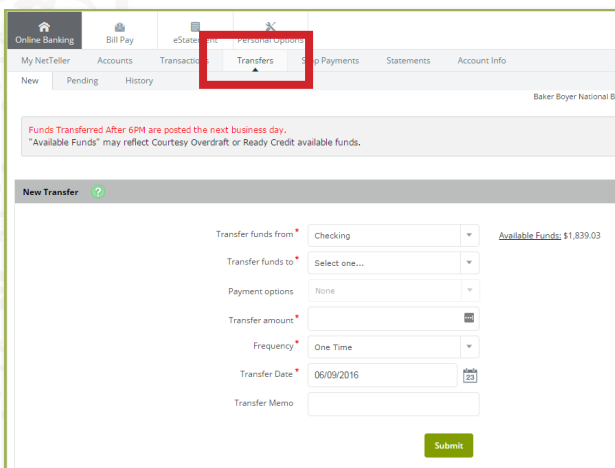 Online Banking Bill Pay eStatement Personal Options
My NetTeller Accounts Transactions Transfers Payments Statements Account Info
New Pending History
Baker Boyer National
Funds Transferred After 6PM are posted the next business day.
"Available Funds" may reflect Courtesy Overdraft or Ready Credit available funds.
New Transfer ?
Transfer funds from * Checking Available Funds: $1,839.03
Transfer funds to * Select one...
Payment options None
Transfer amount *
Frequency * One Time
Transfer Date * 06/09/2016 23
Transfer Memo
Submit